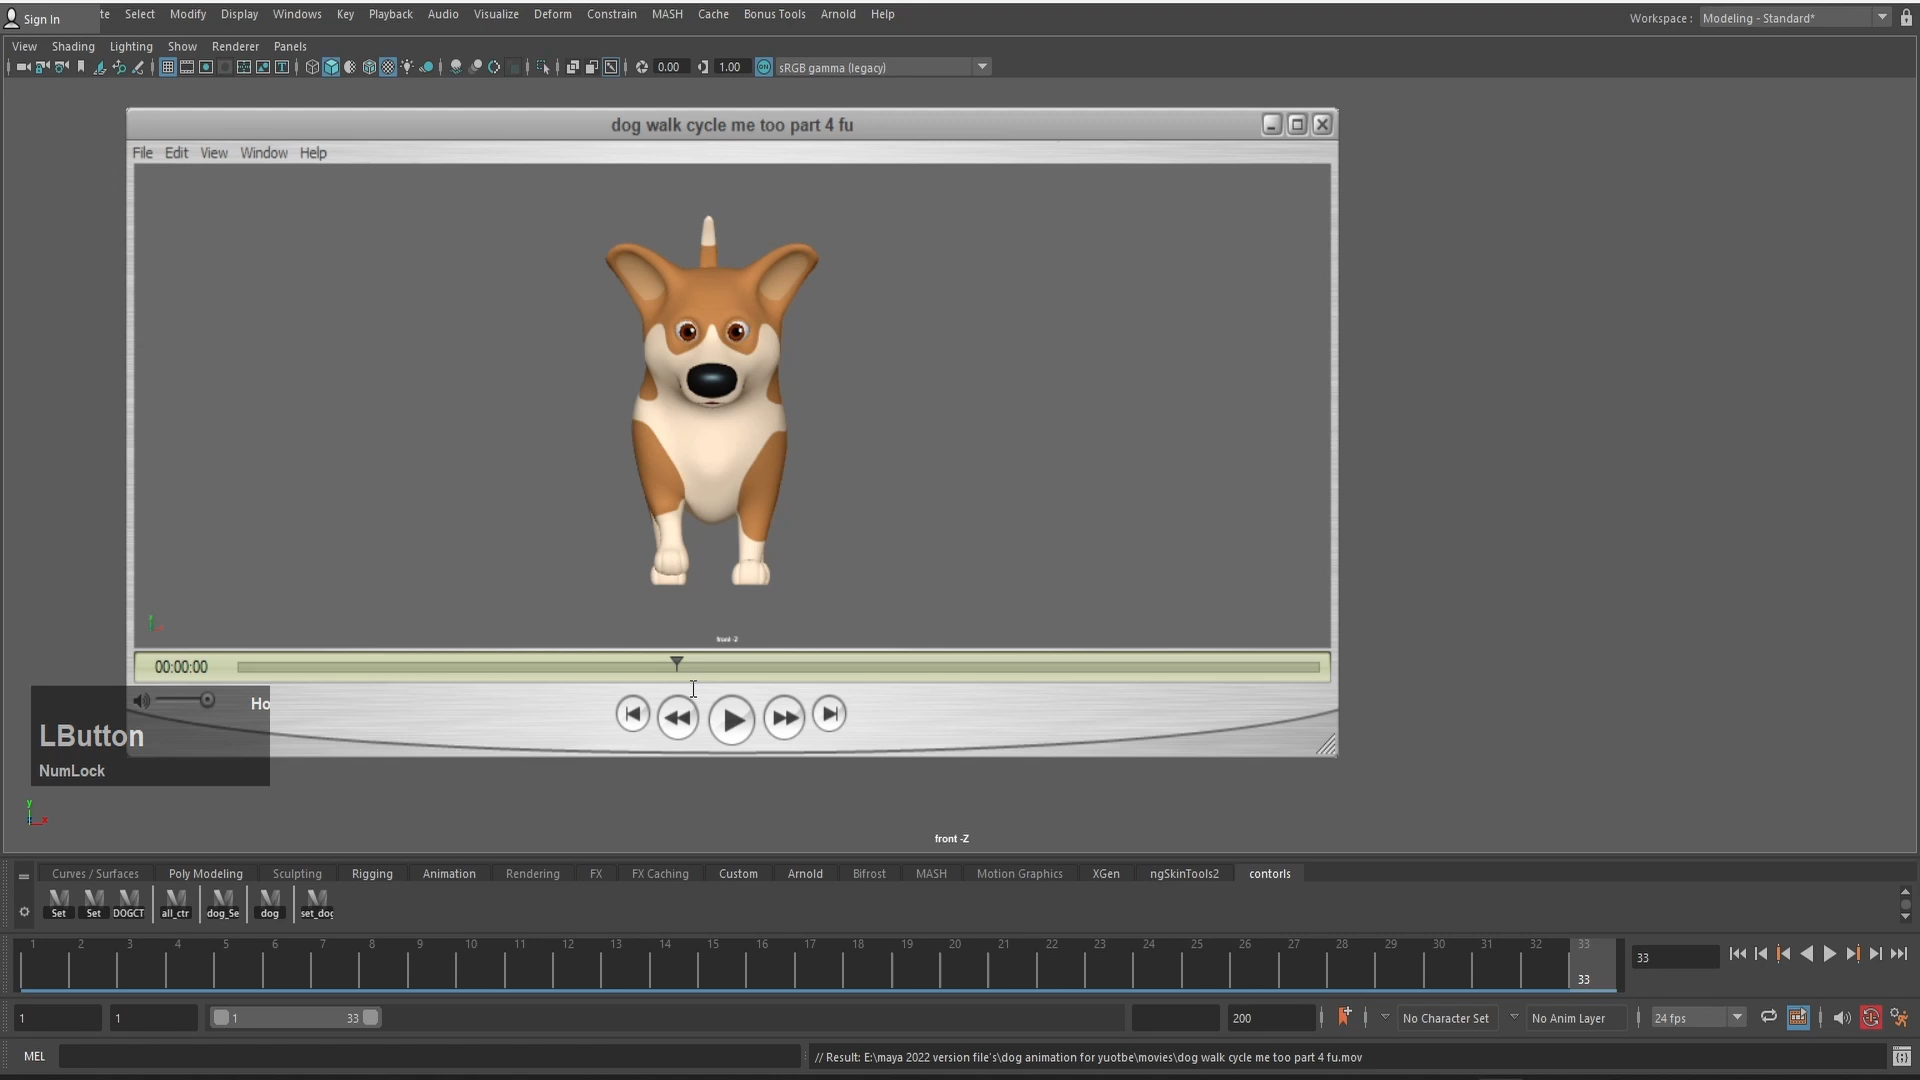 Sign In
te Select Modify Display Windows Key Playback Audio Visualize Deform Constrain MASH Cache Bonus Tools Arnold Help
Workspace : Modeling - Standard*
View Shading Lighting Show Renderer Panels
0.00 1.00 ON sRGB gamma (legacy)
dog walk cycle me too part 4 fu
File Edit View Window Help
front -Z
00:00:00
Ho
LButton
NumLock
y
x
front -Z
Curves / Surfaces Poly Modeling Sculpting Rigging Animation Rendering FX FX Caching Custom Arnold Bifrost MASH Motion Graphics XGen ngSkinTools2 contorls
Set Set DOGCT all_ctr dog_Se dog set_dog
1 2 3 4 5 6 7 8 9 10 11 12 13 14 15 16 17 18 19 20 21 22 23 24 25 26 27 28 29 30 31 32 33
33
33
1 1 1 33 200 No Character Set No Anim Layer 24 fps
MEL // Result: E:\maya 2022 version file's\dog animation for yuotbe\movies\dog walk cycle me too part 4 fu.mov